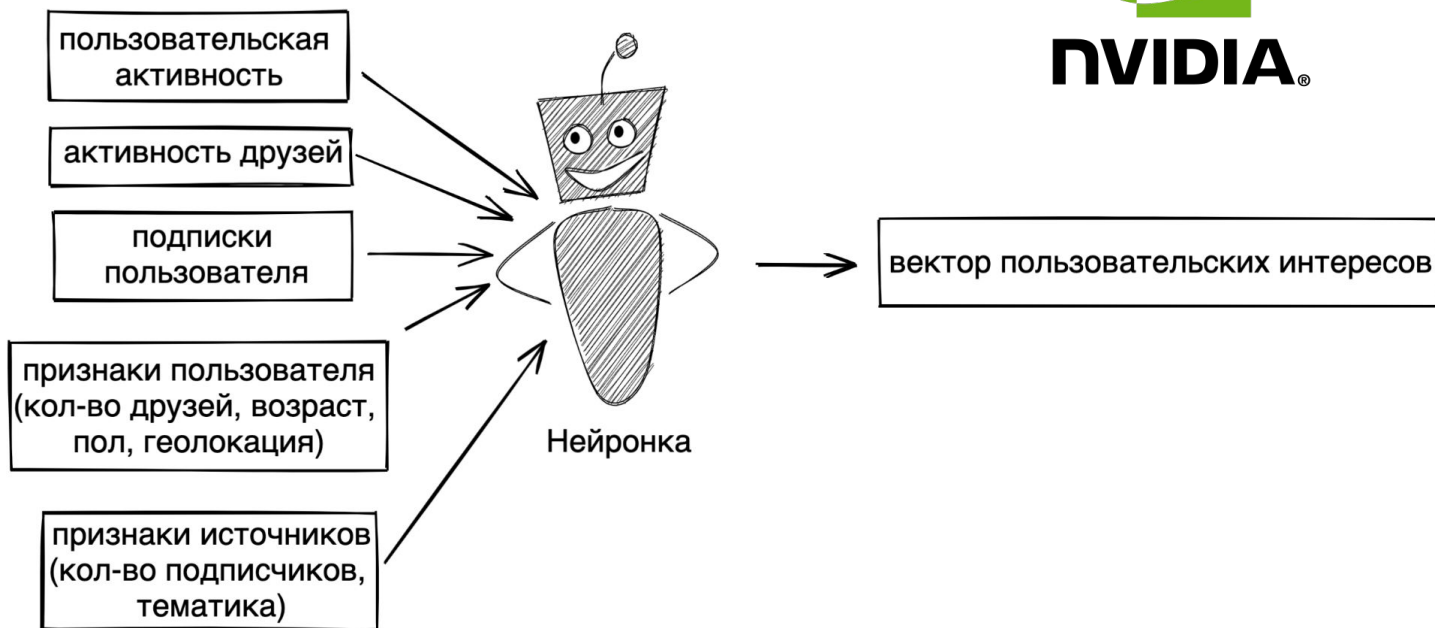 пользовательская
активность
NVIDIA®
активность друзей
подписки
пользователя
вектор пользовательских интересов
признаки пользователя
(кол-во друзей, возраст,
пол, геолокация)
Нейронка
признаки источников
(кол-во подписчиков,
тематика)